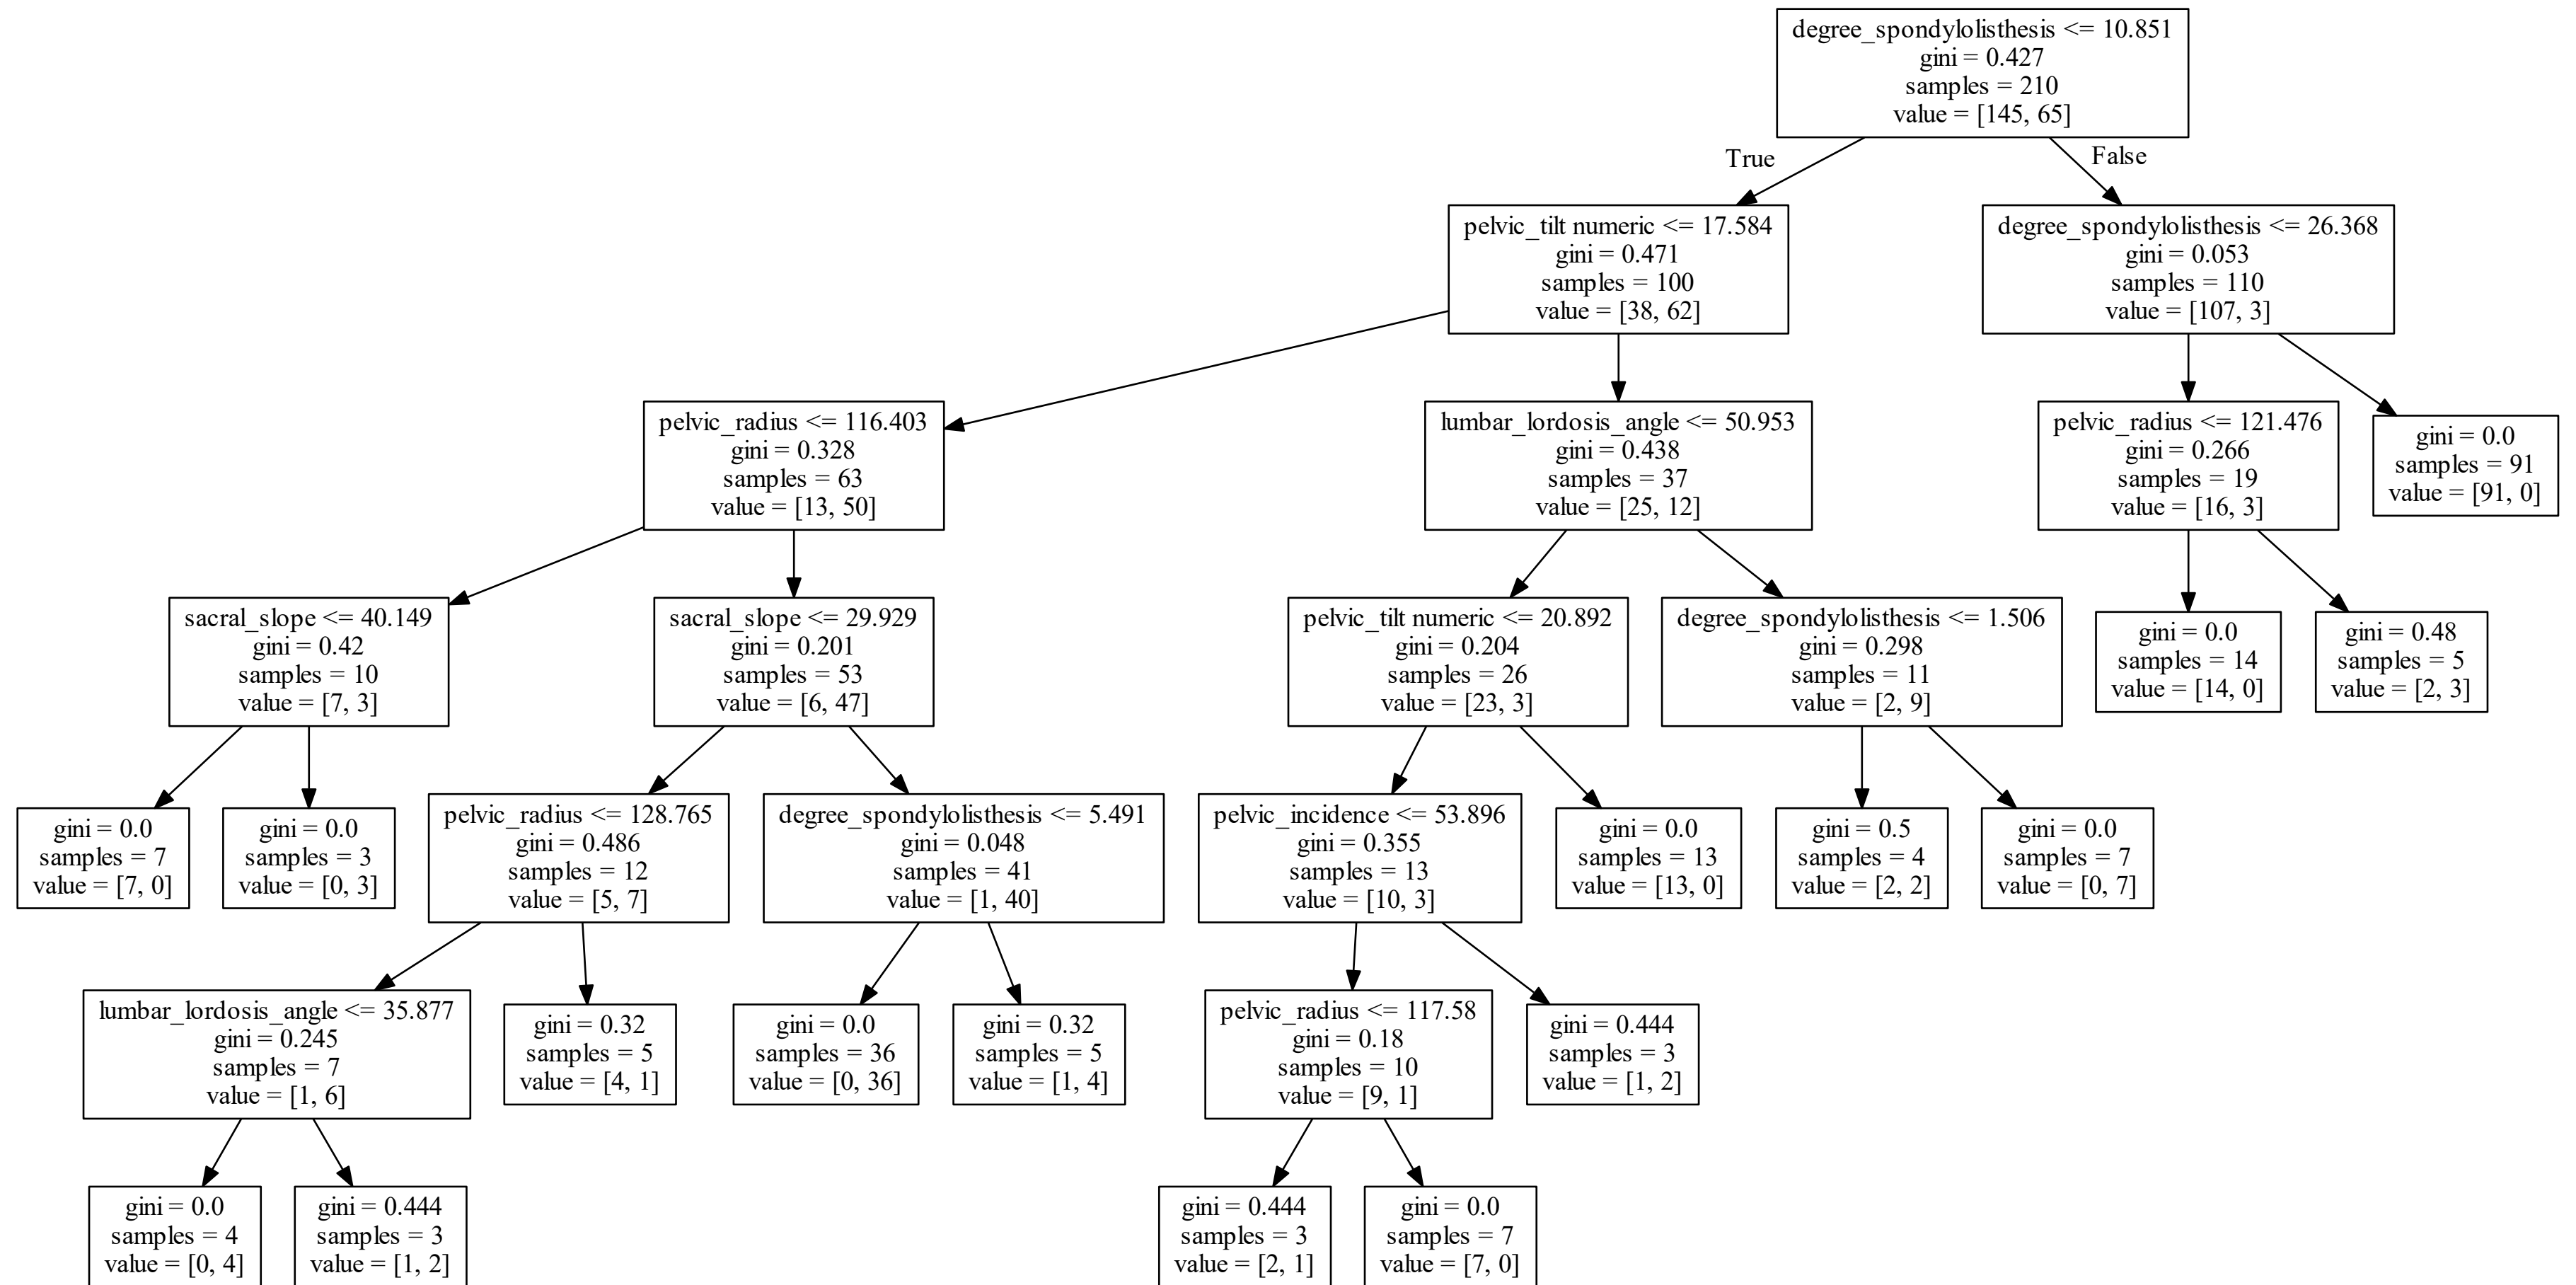 degree_spondylolisthesis <= 10.851
gini = 0.427
samples = 210
value = [145, 65]
True
False
pelvic_tilt numeric <= 17.584
gini = 0.471
samples = 100
value = [38, 62]
degree_spondylolisthesis <= 26.368
gini = 0.053
samples = 110
value = [107, 3]
pelvic_radius <= 116.403
gini = 0.328
samples = 63
value = [13, 50]
lumbar_lordosis_angle <= 50.953
gini = 0.438
samples = 37
value = [25, 12]
pelvic_radius <= 121.476
gini = 0.266
samples = 19
value = [16, 3]
gini = 0.0
samples = 91
value = [91, 0]
sacral_slope <= 40.149
gini = 0.42
samples = 10
value = [7, 3]
sacral_slope <= 29.929
gini = 0.201
samples = 53
value = [6, 47]
pelvic_tilt numeric <= 20.892
gini = 0.204
samples = 26
value = [23, 3]
degree_spondylolisthesis <= 1.506
gini = 0.298
samples = 11
value = [2, 9]
gini = 0.0
samples = 14
value = [14, 0]
gini = 0.48
samples = 5
value = [2, 3]
gini = 0.0
samples = 7
value = [7, 0]
gini = 0.0
samples = 3
value = [0, 3]
pelvic_radius <= 128.765
gini = 0.486
samples = 12
value = [5, 7]
degree_spondylolisthesis <= 5.491
gini = 0.048
samples = 41
value = [1, 40]
pelvic_incidence <= 53.896
gini = 0.355
samples = 13
value = [10, 3]
gini = 0.0
samples = 13
value = [13, 0]
gini = 0.5
samples = 4
value = [2, 2]
gini = 0.0
samples = 7
value = [0, 7]
lumbar_lordosis_angle <= 35.877
gini = 0.245
samples = 7
value = [1, 6]
gini = 0.32
samples = 5
value = [4, 1]
gini = 0.0
samples = 36
value = [0, 36]
gini = 0.32
samples = 5
value = [1, 4]
pelvic_radius <= 117.58
gini = 0.18
samples = 10
value = [9, 1]
gini = 0.444
samples = 3
value = [1, 2]
gini = 0.0
samples = 4
value = [0, 4]
gini = 0.444
samples = 3
value = [1, 2]
gini = 0.444
samples = 3
value = [2, 1]
gini = 0.0
samples = 7
value = [7, 0]